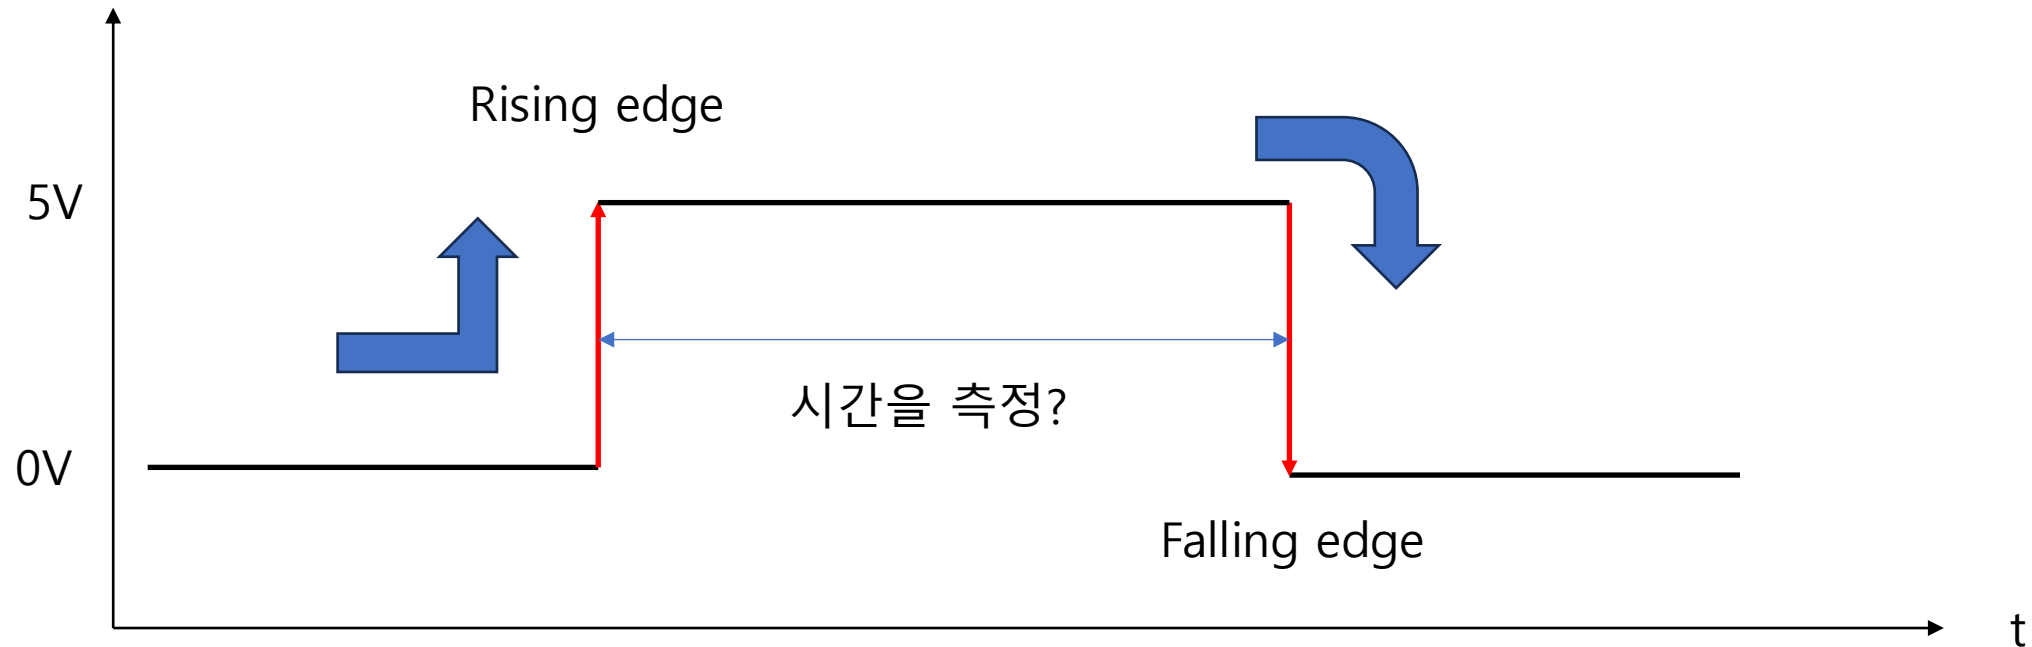 Rising edge
5V
시간을 측정?
0V
Falling edge
t